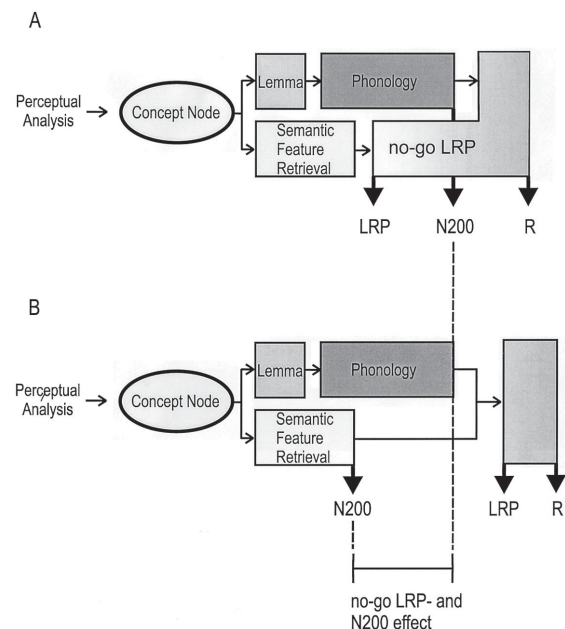 A
Perceptual
Analysis
Concept Node
Lemma
Phonology
Semantic
Feature
Retrieval
no-go LRP
LRP
N200
R
B
Perceptual
Analysis
Concept Node
Lemma
Phonology
Semantic
Feature
Retrieval
N200
LRP
R
no-go LRP- and
N200 effect